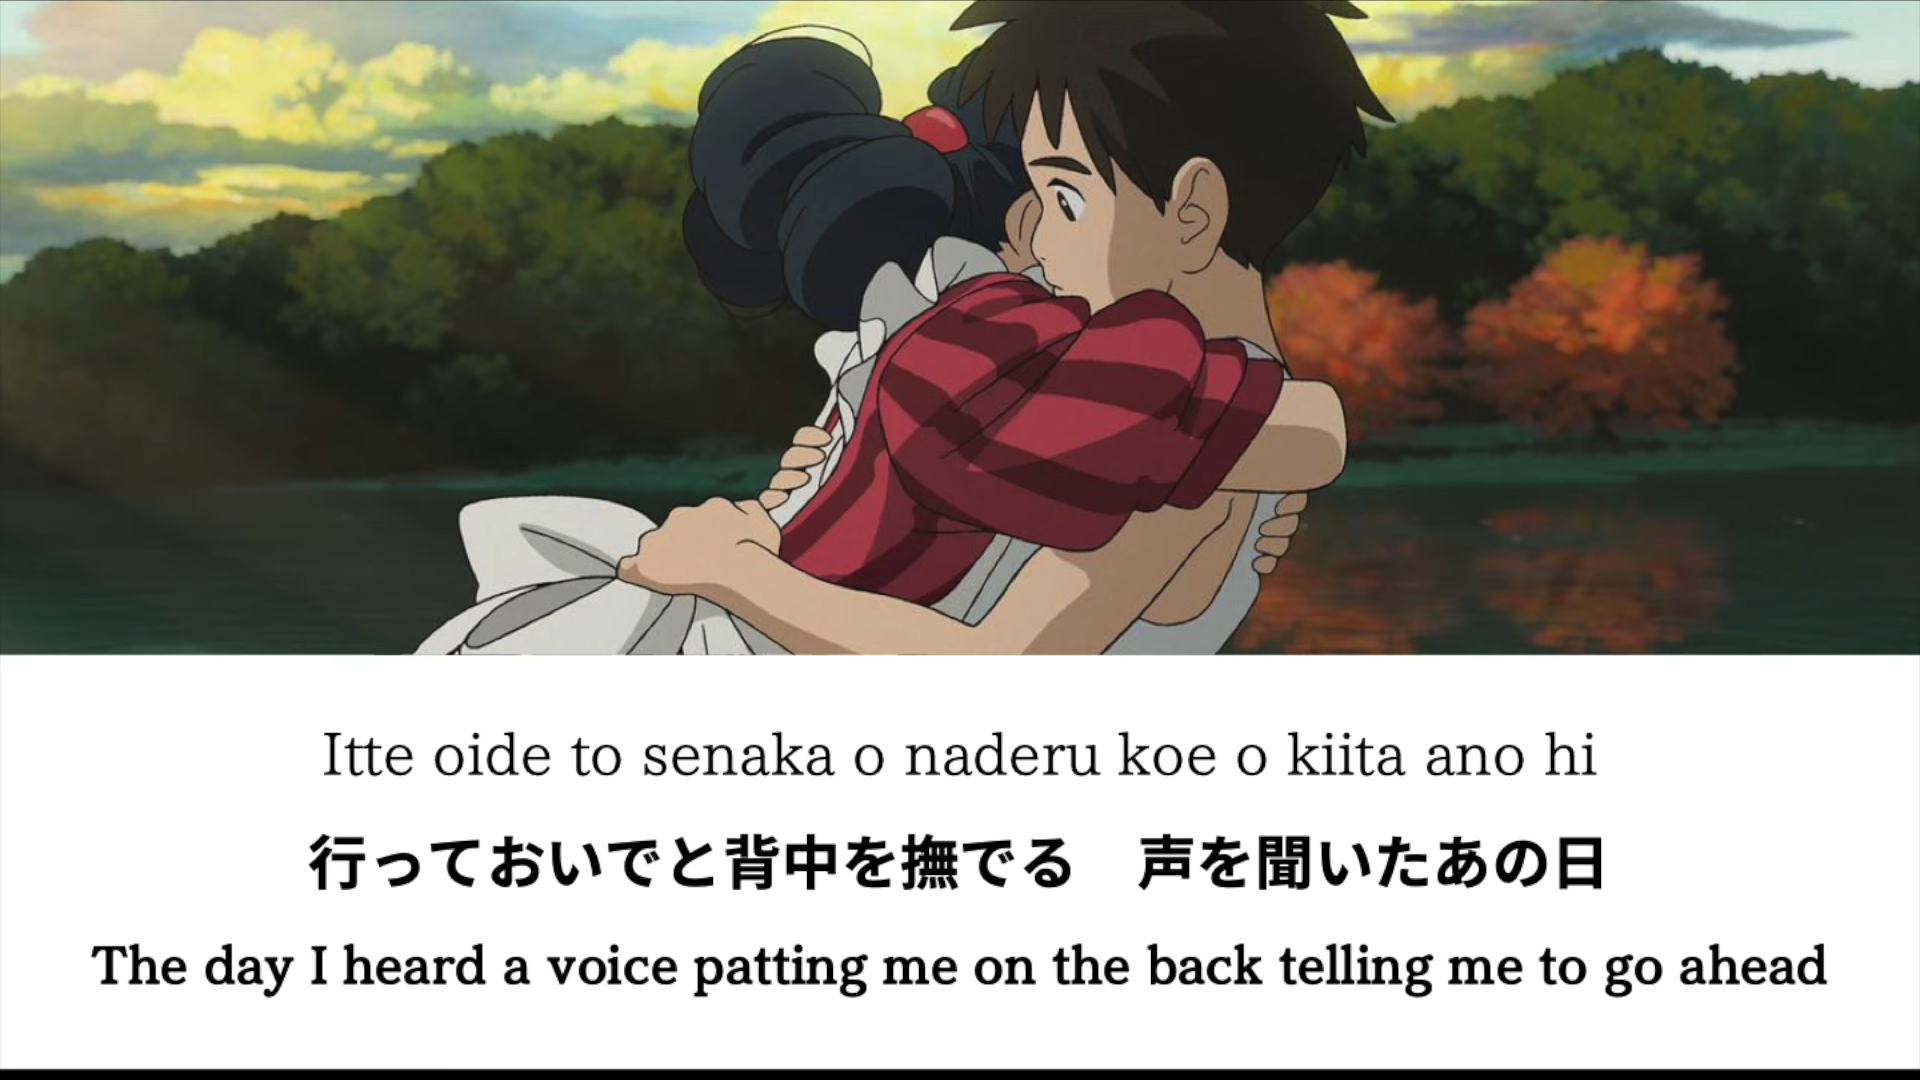 Itte oide to senaka o naderu koe o kiita ano hi
行っておいでと背中を撫でる　声を聞いたあの日
The day I heard a voice patting me on the back telling me to go ahead